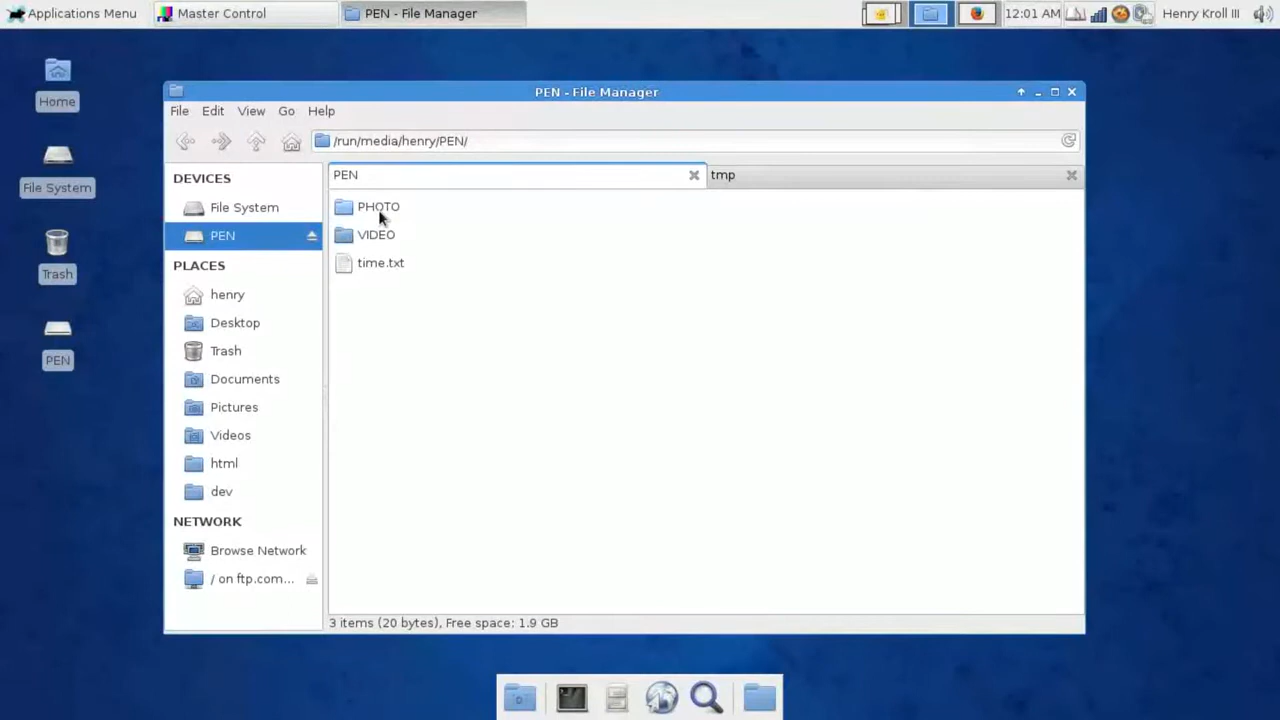 Applications Menu
Master Control
PEN - File Manager
12:01 AM
Henry Kroll III
Home
File System
Trash
PEN
PEN - File Manager
File
Edit
View
Go
Help
/run/media/henry/PEN/
DEVICES
File System
PEN
PLACES
henry
Desktop
Trash
Documents
Pictures
Videos
html
dev
NETWORK
Browse Network
/ on ftp.com...
PEN
tmp
PHOTO
VIDEO
time.txt
3 items (20 bytes), Free space: 1.9 GB